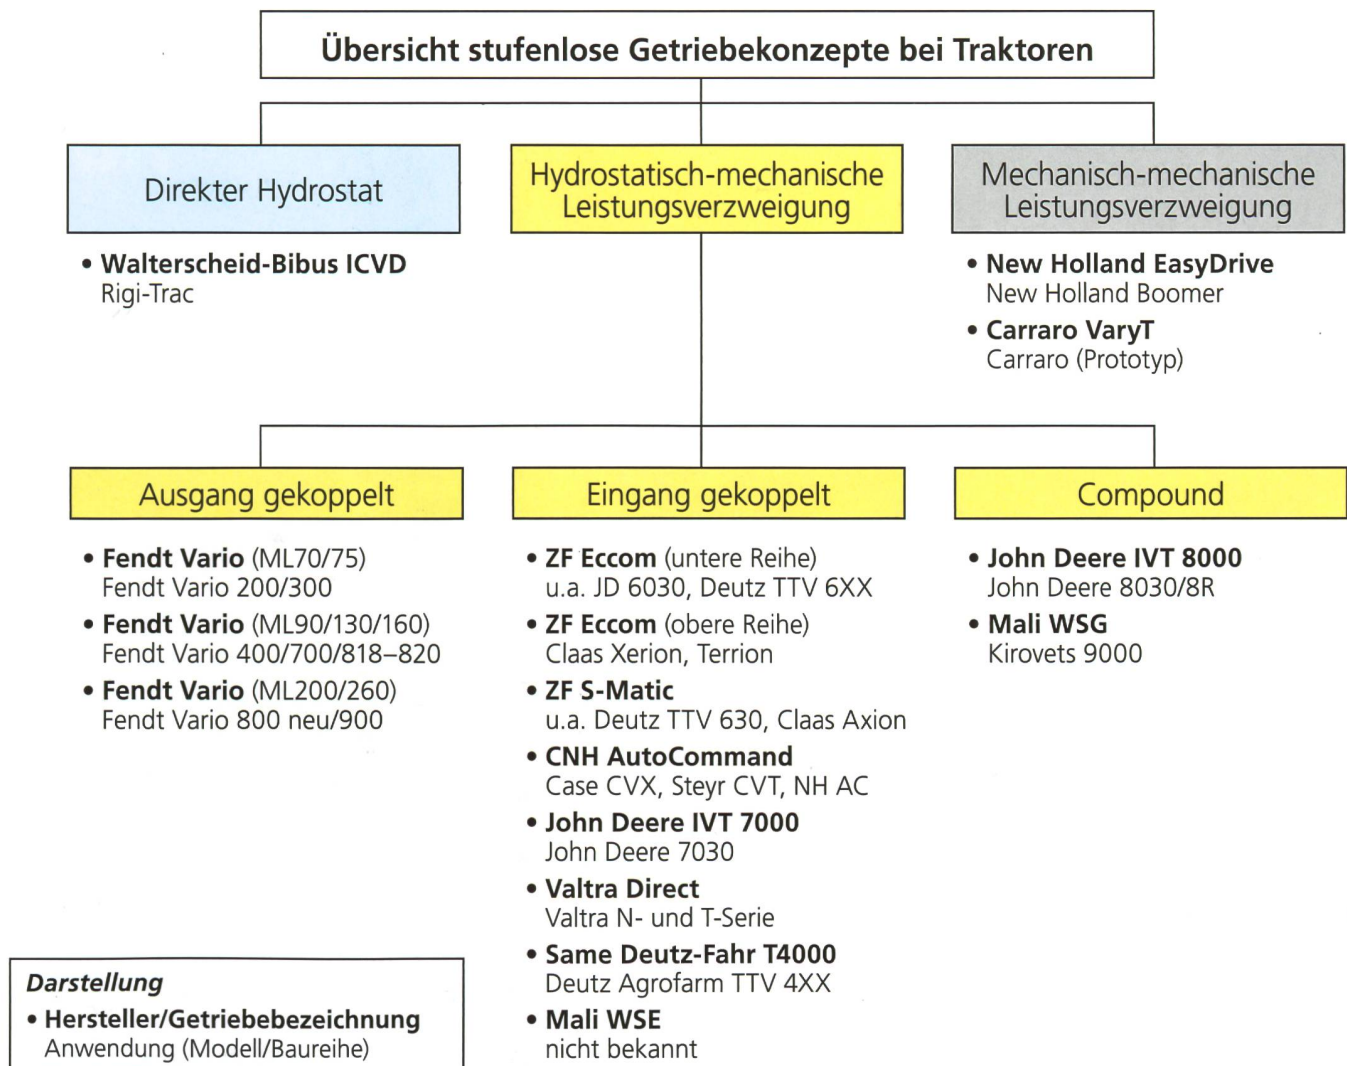 Übersicht stufenlose Getriebekonzepte bei Traktoren
Direkter Hydrostat
• Walterscheid-Bibus ICVD
Rigi-Trac
Hydrostatisch-mechanische
Leistungsverzweigung
Mechanisch-mechanische
Leistungsverzweigung
• New Holland EasyDrive
New Holland Boomer
• Carraro VaryT
Carraro (Prototyp)
Ausgang gekoppelt
• Fendt Vario (ML70/75)
Fendt Vario 200/300
• Fendt Vario (ML90/130/160)
Fendt Vario 400/700/818–820
• Fendt Vario (ML200/260)
Fendt Vario 800 neu/900
Eingang gekoppelt
• ZF Eccom (untere Reihe)
u.a. JD 6030, Deutz TTV 6XX
• ZF Eccom (obere Reihe)
Claas Xerion, Terrion
• ZF S-Matic
u.a. Deutz TTV 630, Claas Axion
• CNH AutoCommand
Case CVX, Steyr CVT, NH AC
• John Deere IVT 7000
John Deere 7030
• Valtra Direct
Valtra N- und T-Serie
• Same Deutz-Fahr T4000
Deutz Agrofarm TTV 4XX
• Mali WSE
nicht bekannt
Compound
• John Deere IVT 8000
John Deere 8030/8R
• Mali WSG
Kirovets 9000
Darstellung
• Hersteller/Getriebebezeichnung
Anwendung (Modell/Baureihe)